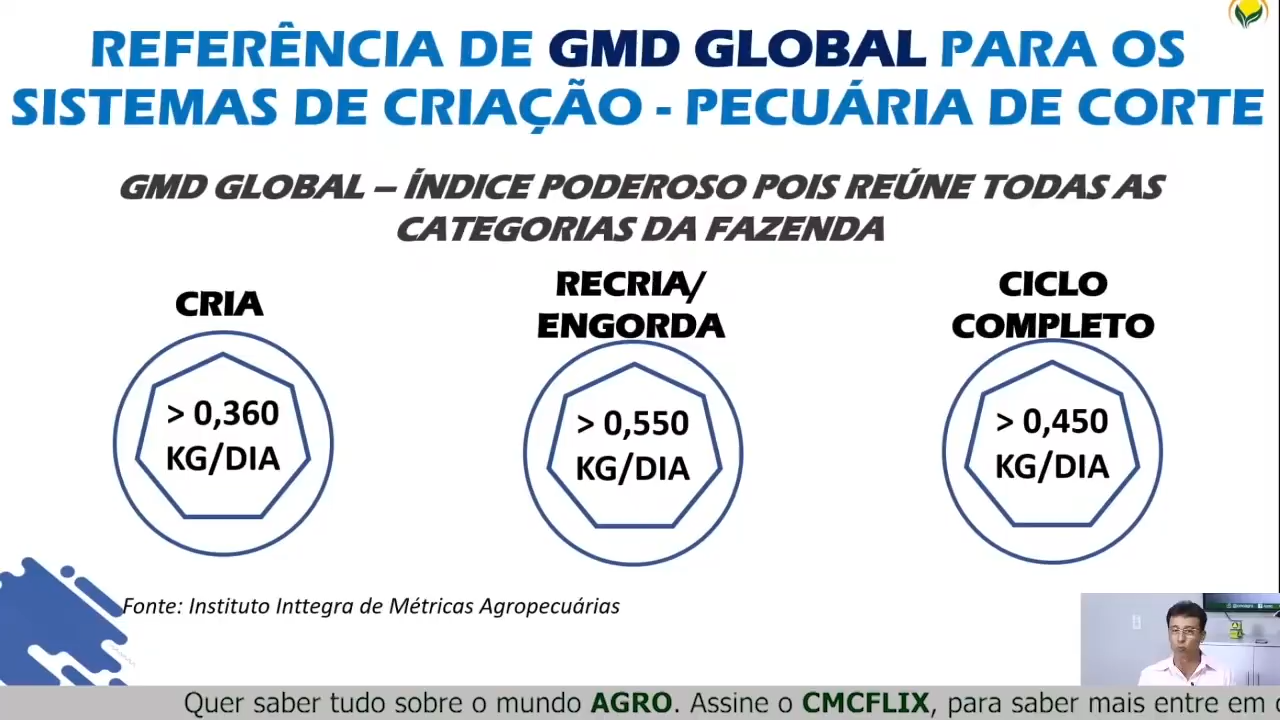 REFERÊNCIA DE GMD GLOBAL PARA OS
SISTEMAS DE CRIAÇÃO - PECUÁRIA DE CORTE
GMD GLOBAL – ÍNDICE PODEROSO POIS REÚNE TODAS AS
CATEGORIAS DA FAZENDA
CRIA
> 0,360
KG/DIA
RECRIA/
ENGORDA
> 0,550
KG/DIA
CICLO
COMPLETO
> 0,450
KG/DIA
Fonte: Instituto Inttegra de Métricas Agropecuárias
Quer saber tudo sobre o mundo AGRO. Assine o CMCFLIX, para saber mais entre em